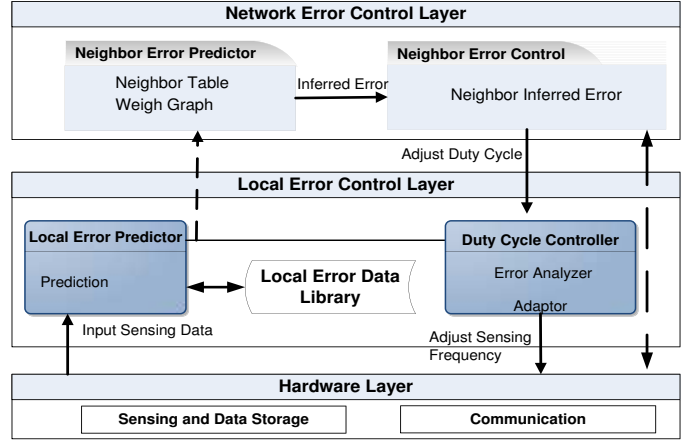 Network Error Control Layer
Neighbor Error Predictor
Neighbor Table
Weigh Graph
Inferred Error
Neighbor Error Control
Neighbor Inferred Error
Adjust Duty Cycle
Local Error Control Layer
Local Error Predictor
Prediction
Local Error Data
Library
Duty Cycle Controller
Error Analyzer
Adaptor
Input Sensing Data
Adjust Sensing
Frequency
Hardware Layer
Sensing and Data Storage
Communication